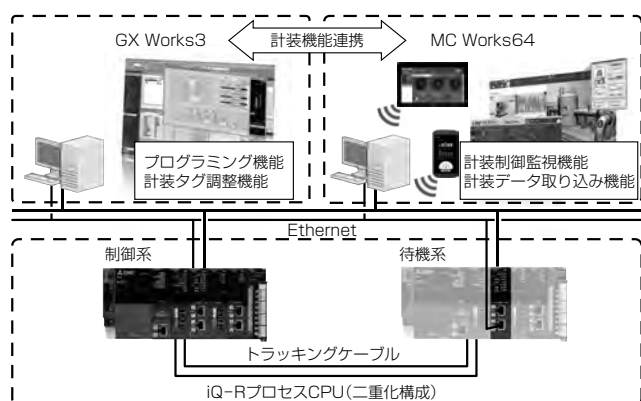 GX Works3
計装機能連携
MC Works64
プログラミング機能
計装タグ調整機能
計装制御監視機能
計装データ取り込み機能
Ethernet
制御系
待機系
トラッキングケーブル
iQ-RプロセスCPU(二重化構成)